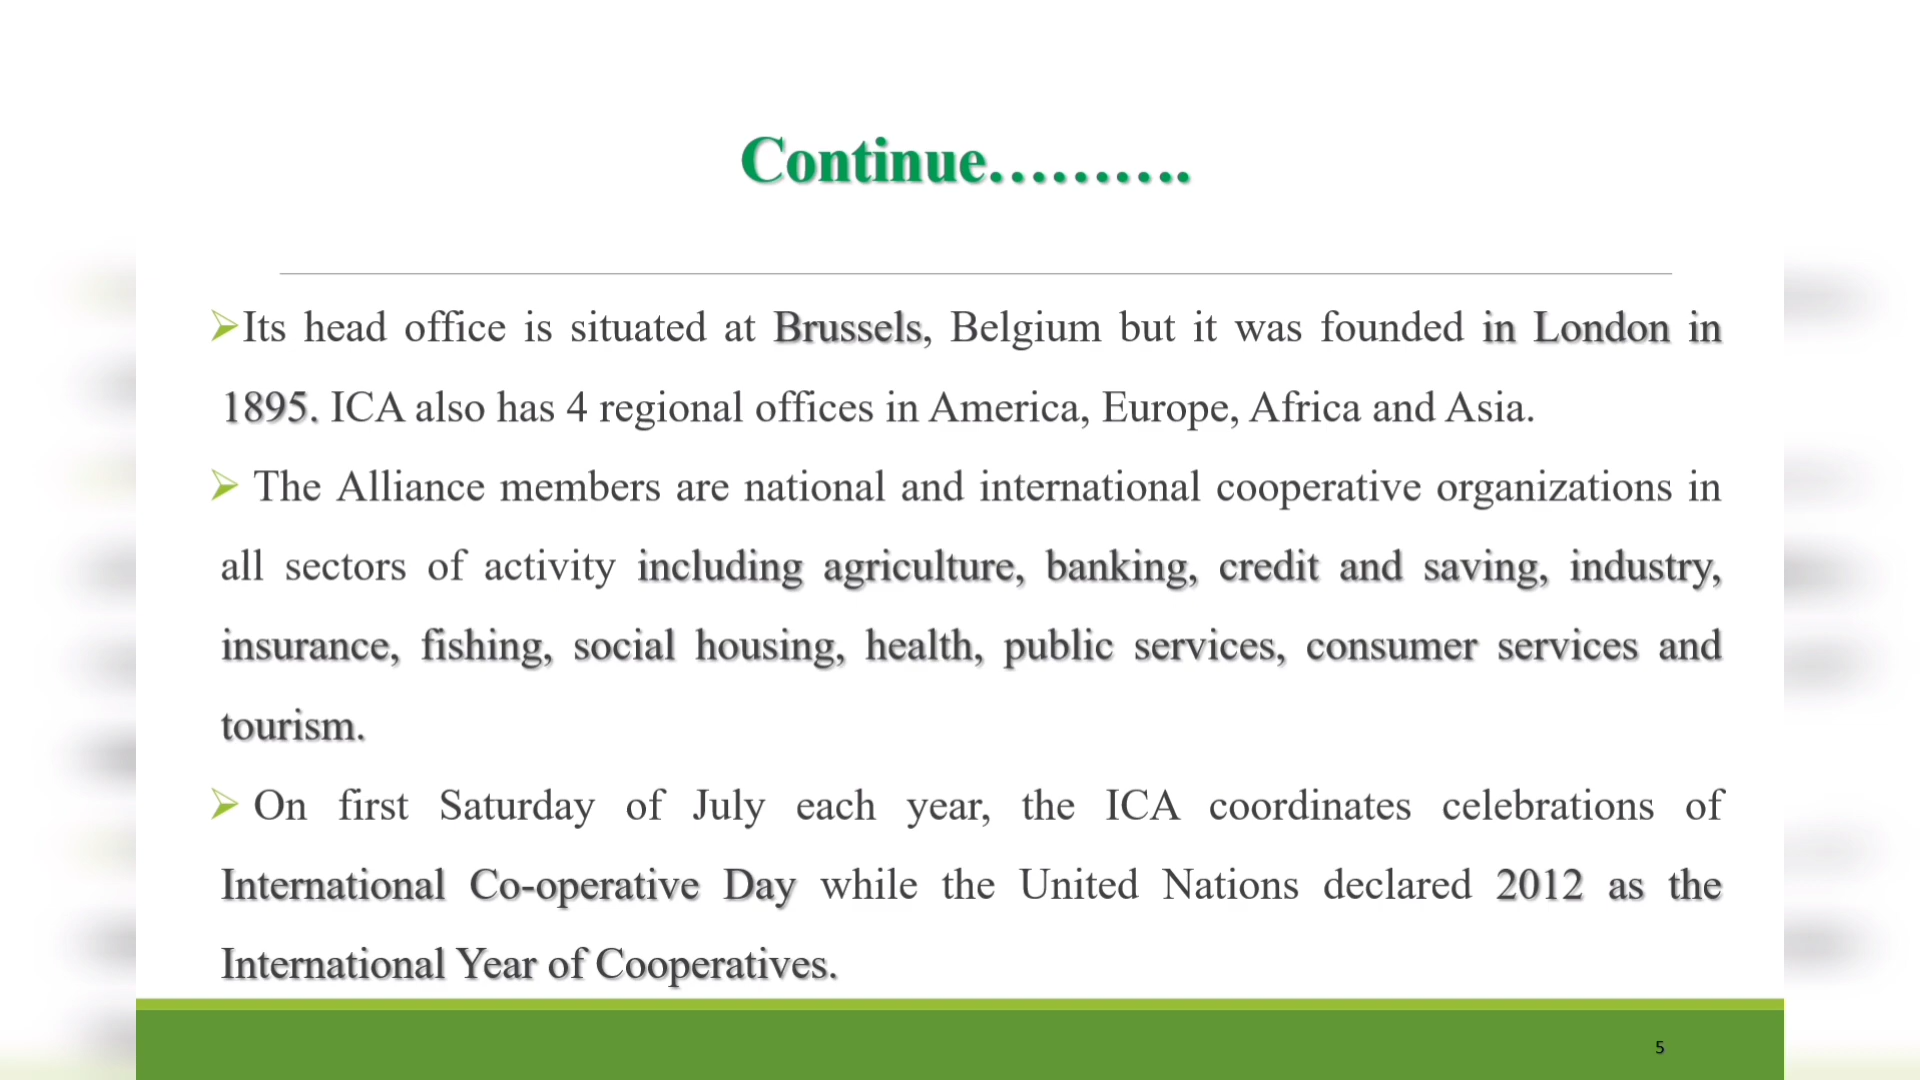 Continue……….
➢Its head office is situated at Brussels, Belgium but it was founded in London in
1895. ICA also has 4 regional offices in America, Europe, Africa and Asia.
➢ The Alliance members are national and international cooperative organizations in
all sectors of activity including agriculture, banking, credit and saving, industry,
insurance, fishing, social housing, health, public services, consumer services and
tourism.
➢ On first Saturday of July each year, the ICA coordinates celebrations of
International Co-operative Day while the United Nations declared 2012 as the
International Year of Cooperatives.
5